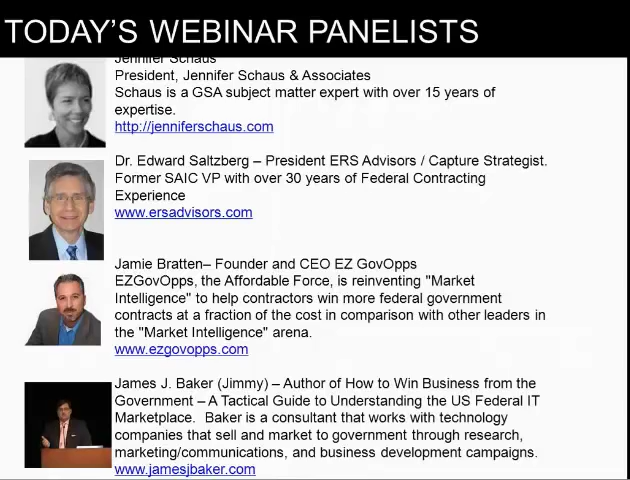 TODAY'S WEBINAR PANELISTS
Jennifer Schaus
President, Jennifer Schaus & Associates
Schaus is a GSA subject matter expert with over 15 years of
expertise.
http://jenniferschaus.com
Dr. Edward Saltzberg – President ERS Advisors / Capture Strategist.
Former SAIC VP with over 30 years of Federal Contracting
Experience
www.ersadvisors.com
Jamie Bratten– Founder and CEO EZ GovOpps
EZGovOpps, the Affordable Force, is reinventing "Market
Intelligence" to help contractors win more federal government
contracts at a fraction of the cost in comparison with other leaders in
the "Market Intelligence" arena.
www.ezgovopps.com
James J. Baker (Jimmy) – Author of How to Win Business from the
Government – A Tactical Guide to Understanding the US Federal IT
Marketplace. Baker is a consultant that works with technology
companies that sell and market to government through research,
marketing/communications, and business development campaigns.
www.jamesjbaker.com